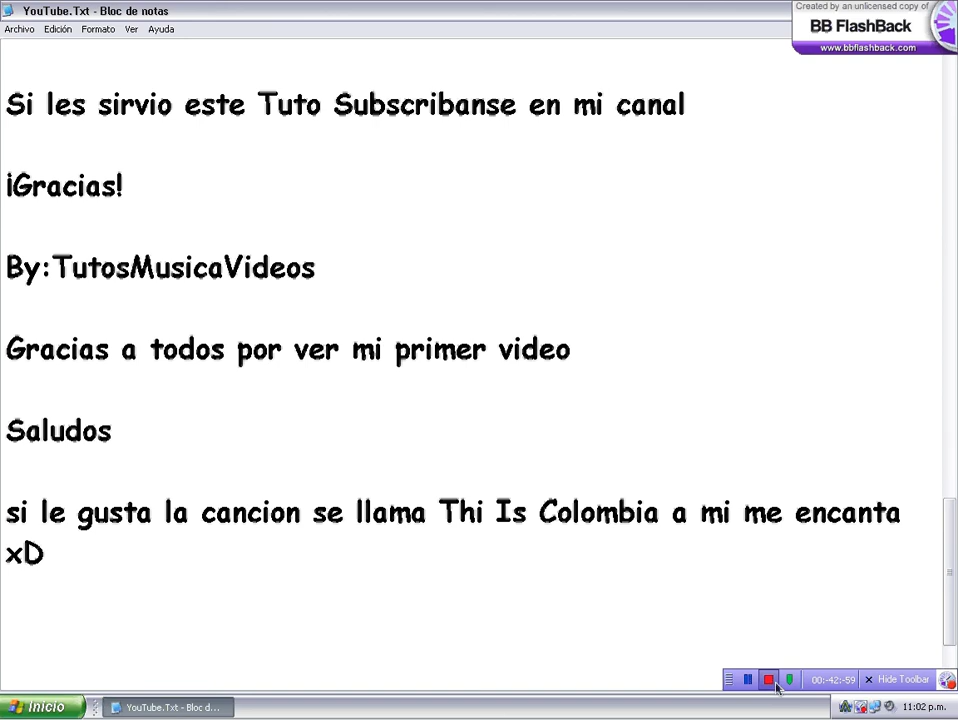 YouTube.Txt - Bloc de notas
Created by an unlicensed copy of
BB FlashBack
www.bbflashback.com
Archivo Edición Formato Ver Ayuda
Si les sirvio este Tuto Subscribanse en mi canal
¡Gracias!
By:TutosMusicaVideos
Gracias a todos por ver mi primer video
Saludos
si le gusta la cancion se llama Thi Is Colombia a mi me encanta
xD
00:-42:-59 Hide Toolbar
Inicio YouTube.Txt - Bloc d... 11:02 p.m.